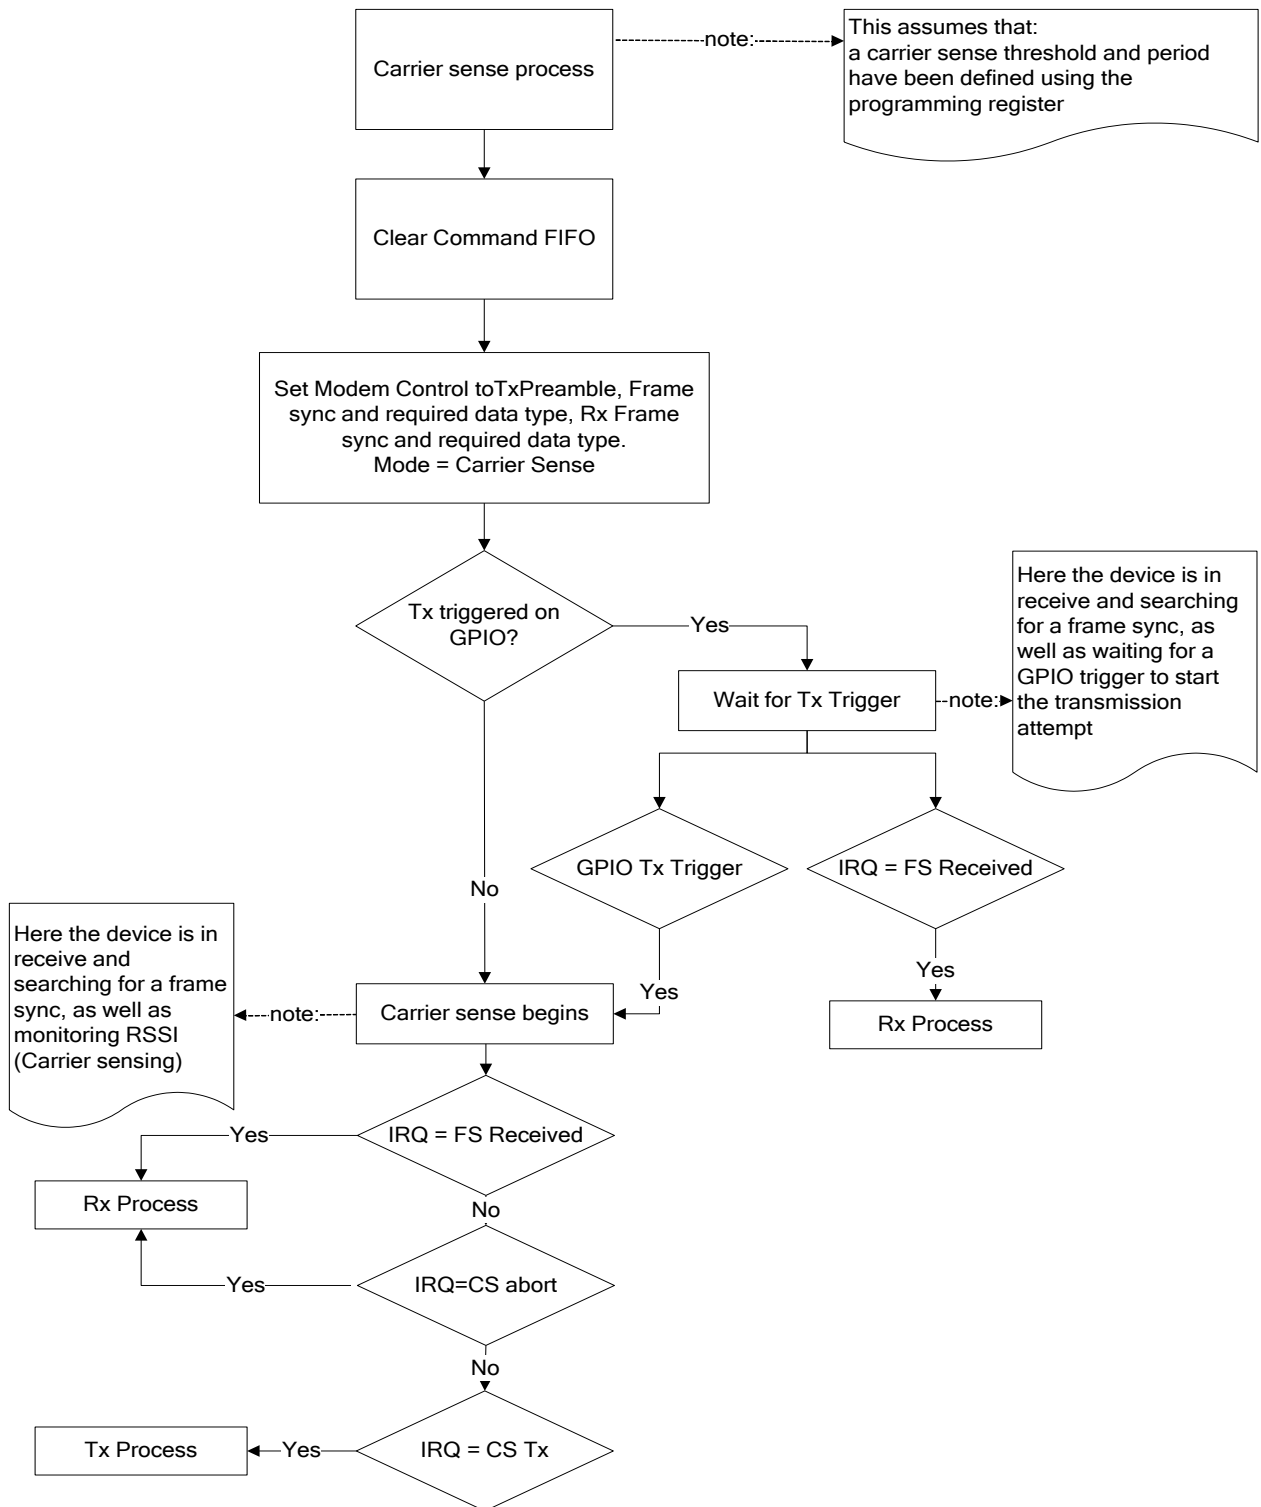 Carrier sense process
note:
This assumes that:
a carrier sense threshold and period
have been defined using the
programming register
Clear Command FIFO
Set Modem Control toTxPreamble, Frame
sync and required data type, Rx Frame
sync and required data type.
Mode = Carrier Sense
Tx triggered on
GPIO?
Yes
Wait for Tx Trigger
note:
Here the device is in
receive and searching
for a frame sync, as
well as waiting for a
GPIO trigger to start
the transmission
attempt
GPIO Tx Trigger
IRQ = FS Received
No
Yes
Yes
Rx Process
Here the device is in
receive and
searching for a frame
sync, as well as
monitoring RSSI
(Carrier sensing)
note:
Carrier sense begins
IRQ = FS Received
Yes
Rx Process
No
IRQ=CS abort
Yes
No
IRQ = CS Tx
Yes
Tx Process